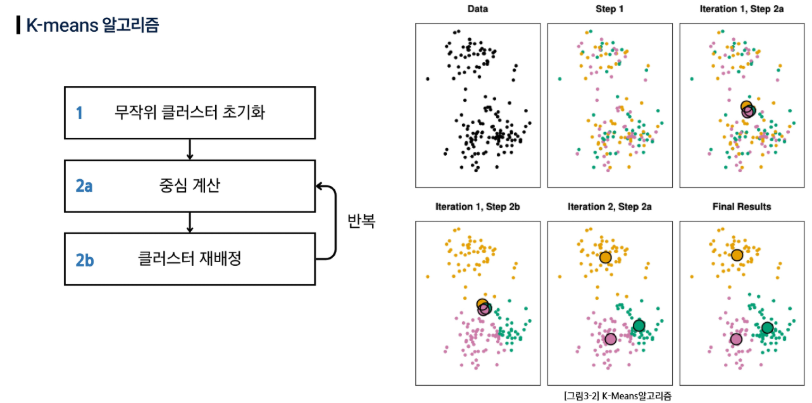 K-means 알고리즘
1 무작위 클러스터 초기화
2a 중심 계산
2b 클러스터 재배정
반복
Data
Step 1
Iteration 1, Step 2a
Iteration 1, Step 2b
Iteration 2, Step 2a
Final Results
[그림3-2] K-Means알고리즘